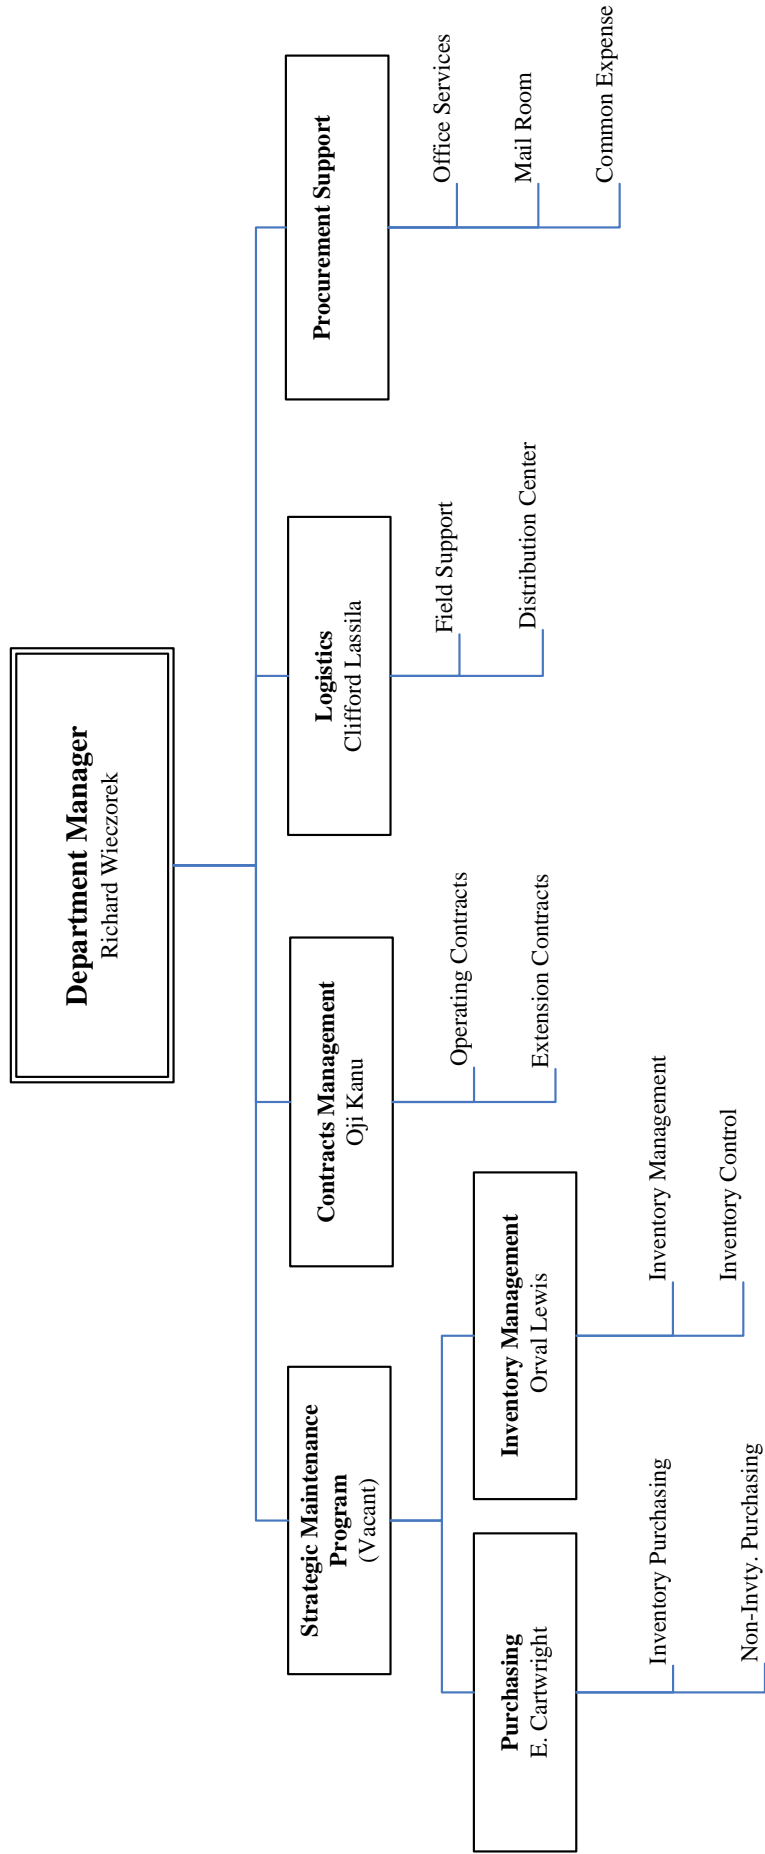 Department Manager
Richard Wieczorek
Strategic Maintenance
Program
(Vacant)
Contracts Management
Oji Kanu
Logistics
Clifford Lassila
Procurement Support
Purchasing
E. Cartwright
Inventory Management
Orval Lewis
Inventory Purchasing
Non-Invty. Purchasing
Inventory Management
Inventory Control
Operating Contracts
Extension Contracts
Field Support
Distribution Center
Office Services
Mail Room
Common Expense